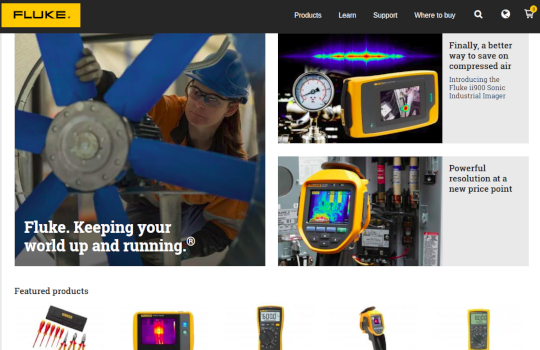 FLUKE.
Products Learn Support Where to buy
0
Finally, a better
way to save on
compressed air
Introducing the
Fluke ii900 Sonic
Industrial Imager
Fluke. Keeping your
world up and running.®
Powerful
resolution at a
new price point
Featured products